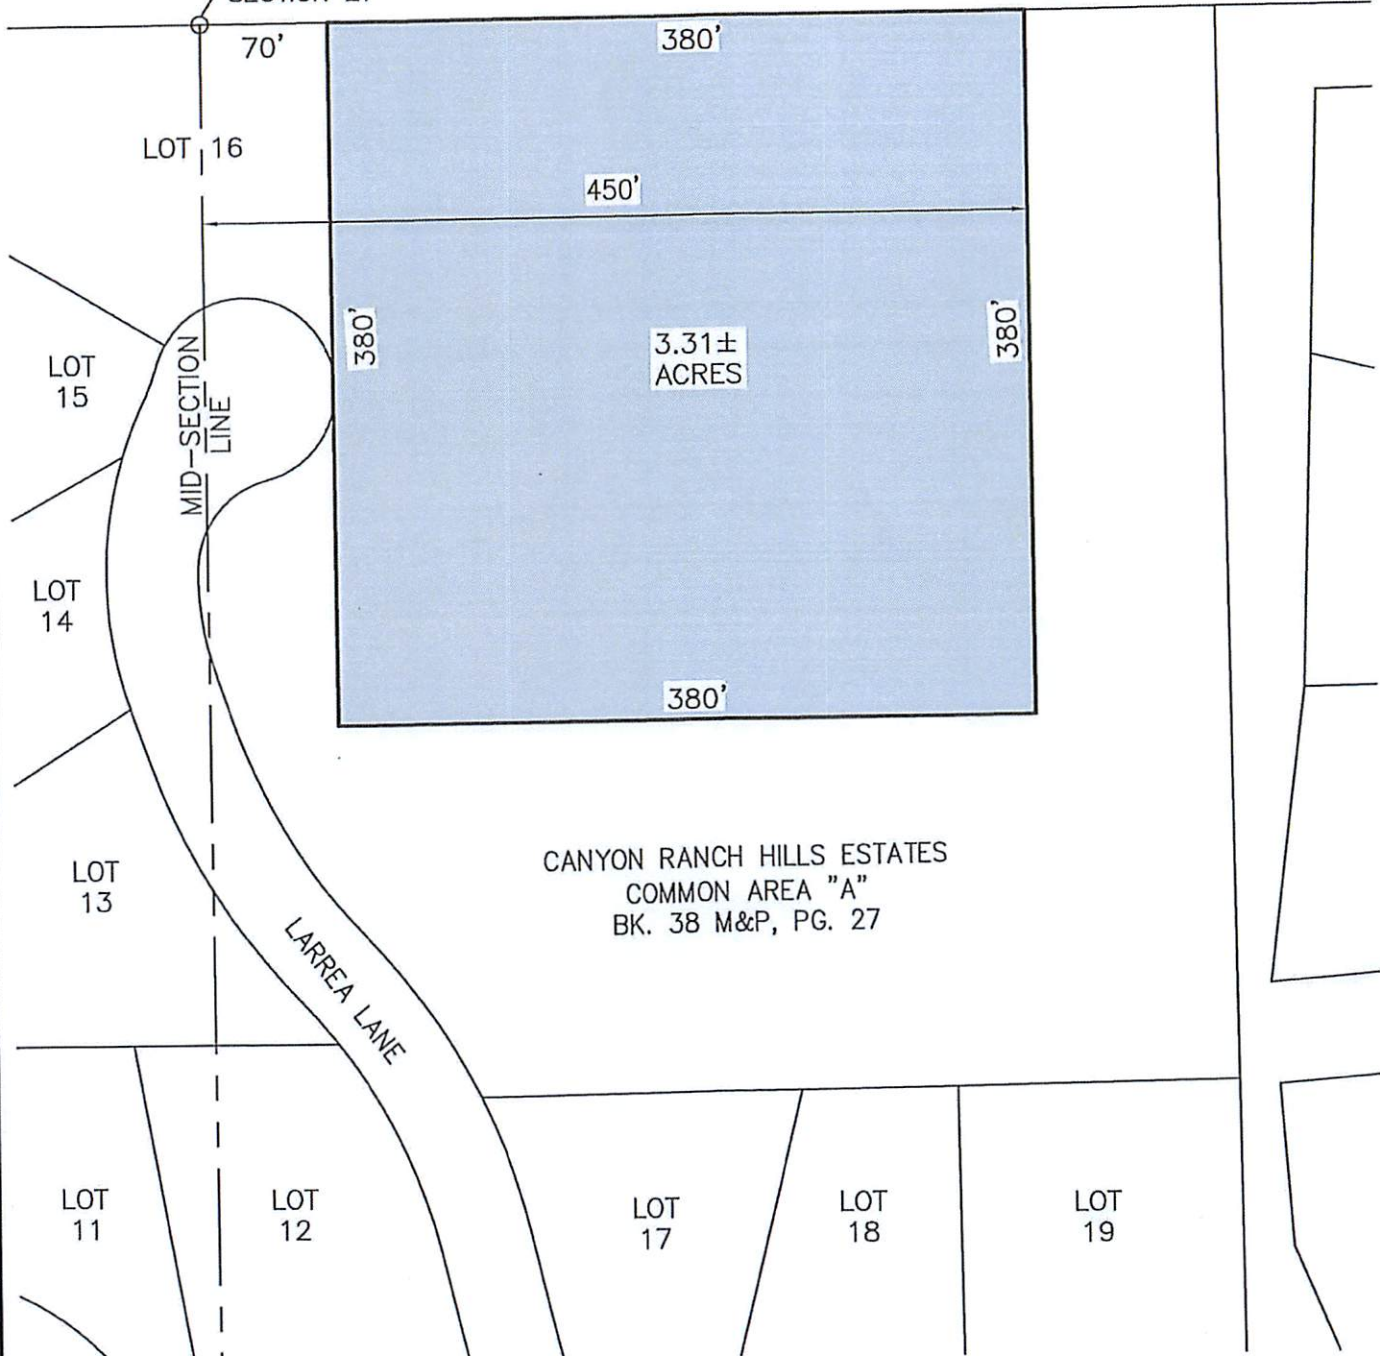 70'
380'
LOT 16
450'
380'
380'
3.31±
ACRES
LOT
15
MID-SECTION
LINE
LOT
14
380'
CANYON RANCH HILLS ESTATES
COMMON AREA "A"
BK. 38 M&P, PG. 27
LOT
13
LARREA LANE
LOT
11
LOT
12
LOT
17
LOT
18
LOT
19